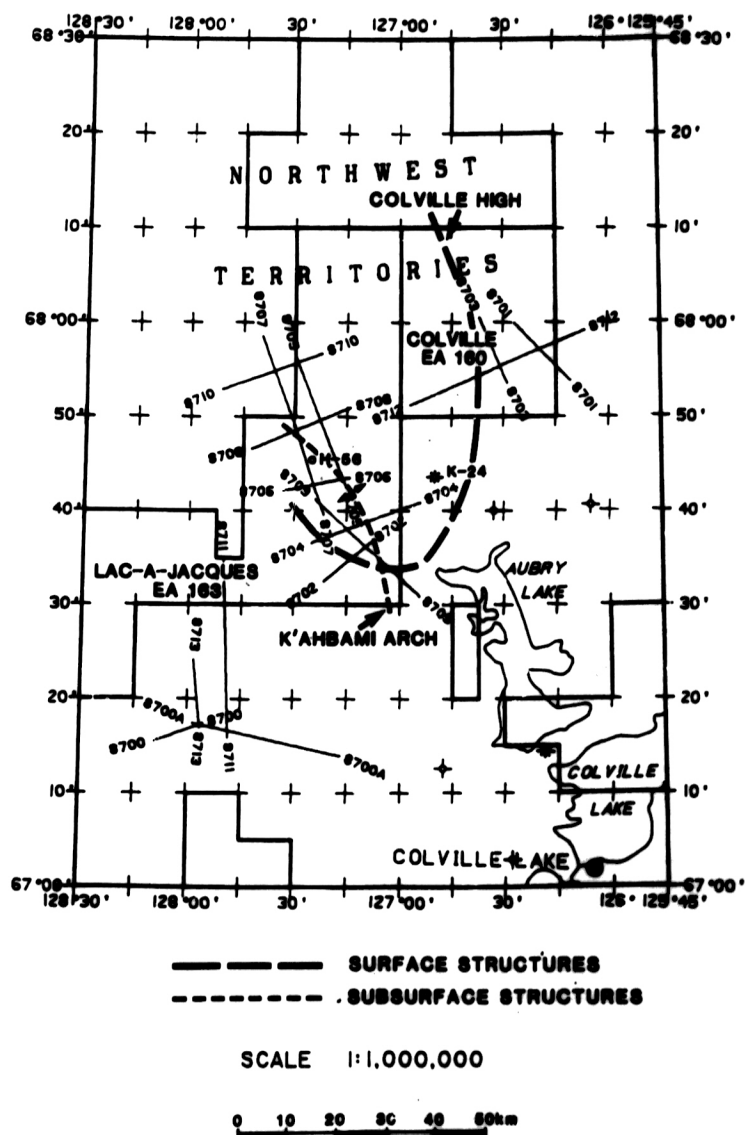 128°30' 128°00' 30' 127°00' 30' 126° 125°45'
68°30' 68°30'
20' 20'
NORTHWEST
COLVILLE HIGH
10' 10'
TERRITORIES
8707 8703 8701
68°00' 68°00'
8712
8710 COLVILLE
EA 160
8710
8701
8706
50' 8712 50'
8706
H-56
8705 K-24
8705 8704
40' 40'
8711 8707
8704
LAC-A-JACQUES
EA 163
AUBRY
LAKE
8702
30' 30'
K'AHBAMI ARCH
8713
20' 20'
8700A 8700
8700 8713 8711 8700A
COLVILLE
10' 10'
LAKE
COLVILLE LAKE
67°00' 67°00'
128°30' 128°00' 30' 127°00' 30' 126° 125°45'
SURFACE STRUCTURES
SUBSURFACE STRUCTURES
SCALE 1:1,000,000
0 10 20 30 40 50km